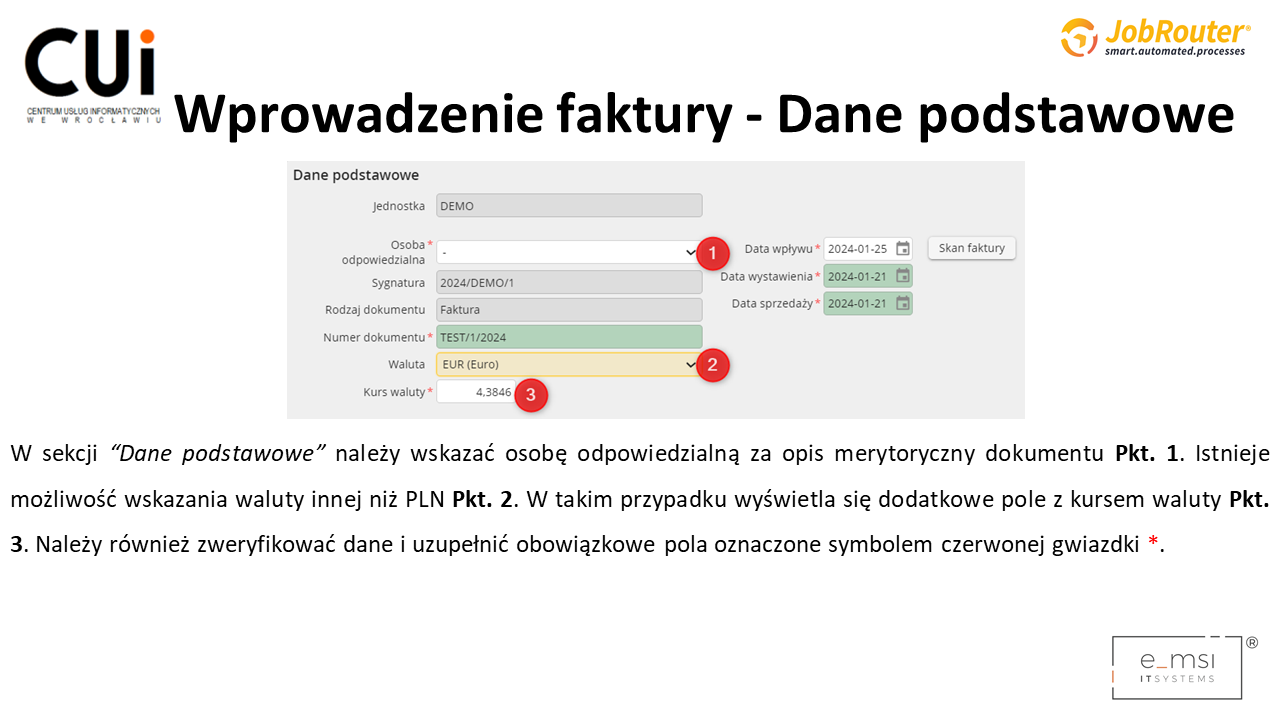 CUi
CENTRUM USŁUG INFORMATYCZNYCH
WE WROCŁAWIU
JobRouter®
smart.automated.processes
Wprowadzenie faktury - Dane podstawowe
Dane podstawowe
Jednostka DEMO
Osoba odpowiedzialna * - 1 Data wpływu * 2024-01-25 Skan faktury
Sygnatura 2024/DEMO/1 Data wystawienia * 2024-01-21
Rodzaj dokumentu Faktura Data sprzedaży * 2024-01-21
Numer dokumentu * TEST/1/2024
Waluta EUR (Euro) 2
Kurs waluty * 4,3846 3
W sekcji “Dane podstawowe” należy wskazać osobę odpowiedzialną za opis merytoryczny dokumentu Pkt. 1. Istnieje
możliwość wskazania waluty innej niż PLN Pkt. 2. W takim przypadku wyświetla się dodatkowe pole z kursem waluty Pkt.
3. Należy również zweryfikować dane i uzupełnić obowiązkowe pola oznaczone symbolem czerwonej gwiazdki *.
e_msi ®
ITSYSTEMS